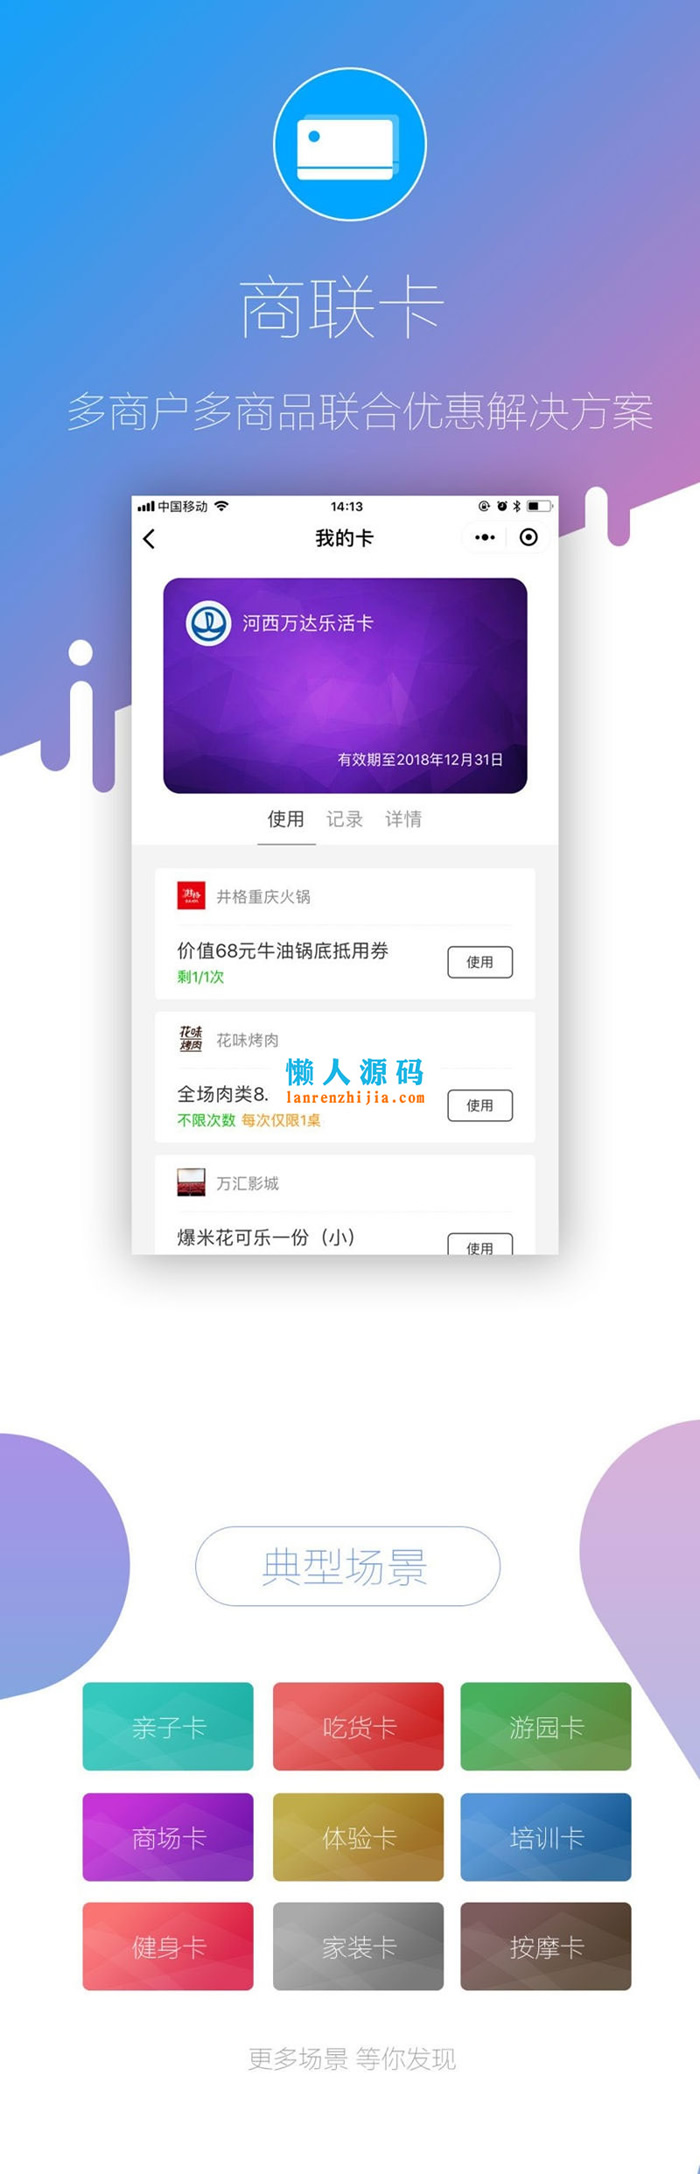 商联卡
多商户多商品联合优惠解决方案
中国移动 14:13
我的卡
河西万达乐活卡
有效期至2018年12月31日
使用 记录 详情
井格重庆火锅
价值68元牛油锅底抵用券
使用
剩1/1次
花味烤肉
花味烤肉
懒人源码
lanrenzhijia.com
全场肉类8.
使用
不限次数 每次仅限1桌
万汇影城
爆米花可乐一份（小）
使用
典型场景
亲子卡 吃货卡 游园卡
商场卡 体验卡 培训卡
健身卡 家装卡 按摩卡
更多场景 等你发现